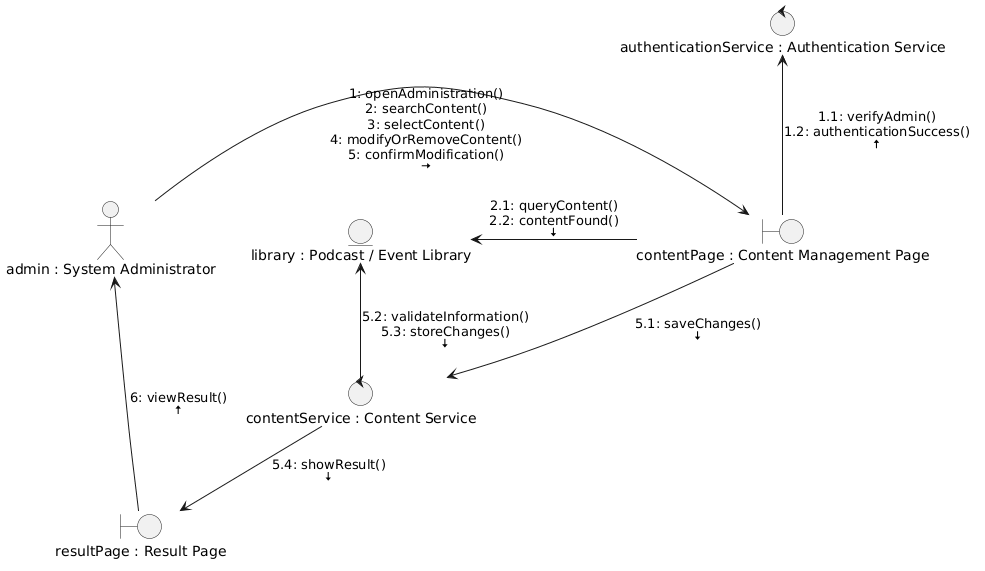 authenticationService : Authentication Service
1: openAdministration()
2: searchContent()
3: selectContent()
4: modifyOrRemoveContent()
5: confirmModification()
→
1.1: verifyAdmin()
1.2: authenticationSuccess()
↑
admin : System Administrator
library : Podcast / Event Library
2.1: queryContent()
2.2: contentFound()
↓
contentPage : Content Management Page
5.2: validateInformation()
5.3: storeChanges()
↓
5.1: saveChanges()
↓
6: viewResult()
↑
contentService : Content Service
5.4: showResult()
↓
resultPage : Result Page